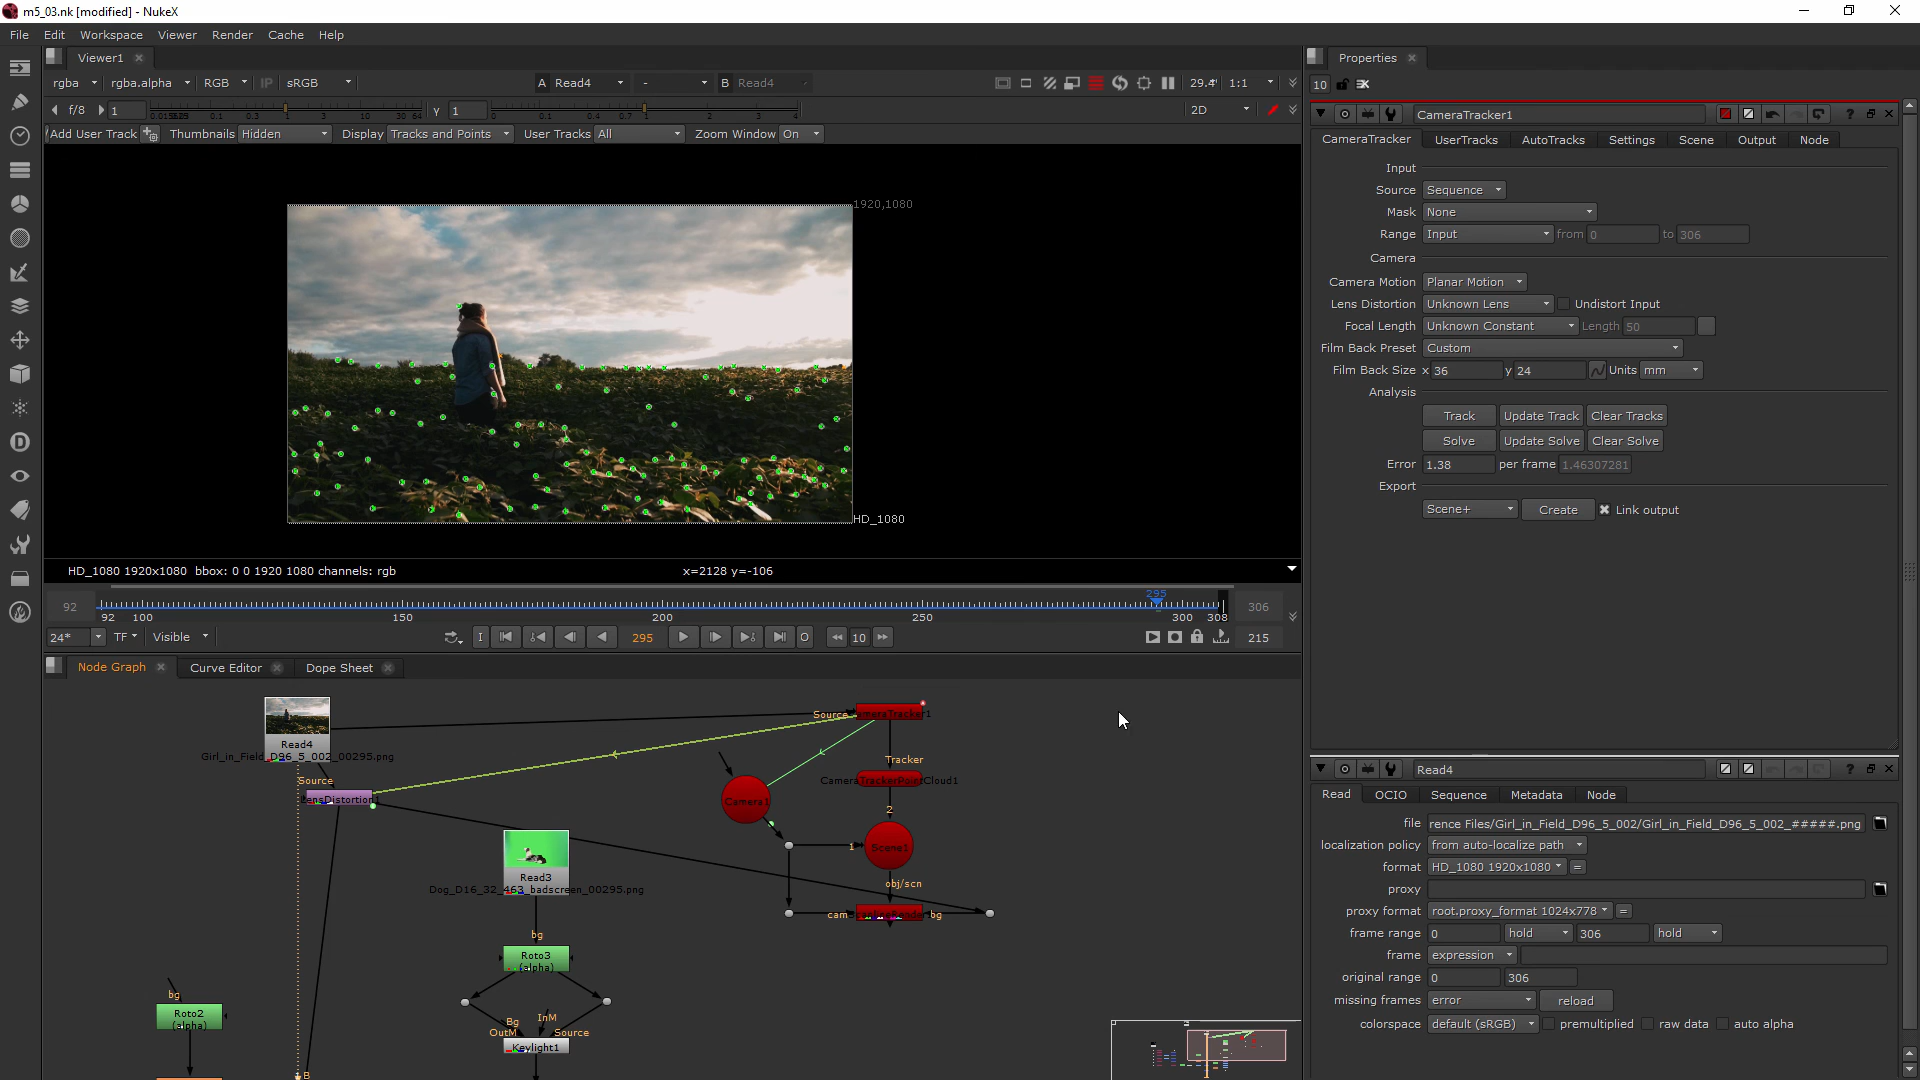 m5_03.nk [modified] - NukeX
File Edit Workspace Viewer Render Cache Help
Viewer1
rgba rgba.alpha RGB IP sRGB A Read4 - B Read4 1:1
f/8 1 Y 1 2D
Add User Track Thumbnails Hidden Display Tracks and Points User Tracks All Zoom Window On
1920,1080
HD_1080
HD_1080 1920x1080 bbox: 0 0 1920 1080 channels: rgb x=2128 y=-106
295
92 306
92 100 150 200 250 300 308
24* TF Visible I 295 O 10 215
Node Graph Curve Editor Dope Sheet
Read4
Girl_in_Field_D96_5_002_00295.png
Source
LensDistortion1
Read3
Dog_D16_32_463_badscreen_00295.png
bg
Roto3
(alpha)
Bg InM
OutM Source
Keylight1
bg
Roto2
(alpha)
B
Source CameraTracker1
Tracker
CameraTrackerPointCloud1
Camera1
2
1 Scene1
obj/scn
cam bg
Properties
10
CameraTracker1
CameraTracker UserTracks AutoTracks Settings Scene Output Node
Input
Source Sequence
Mask None
Range Input from 0 to 306
Camera
Camera Motion Planar Motion
Lens Distortion Unknown Lens Undistort Input
Focal Length Unknown Constant Length 50
Film Back Preset Custom
Film Back Size x 36 y 24 Units mm
Analysis
Track Update Track Clear Tracks
Solve Update Solve Clear Solve
Error 1.38 per frame 1.46307281
Export
Scene+ Create Link output
Read4
Read OCIO Sequence Metadata Node
file rence Files/Girl_in_Field_D96_5_002/Girl_in_Field_D96_5_002_#####.png
localization policy from auto-localize path
format HD_1080 1920x1080 =
proxy
proxy format root.proxy_format 1024x778 =
frame range 0 hold 306 hold
frame expression
original range 0 306
missing frames error reload
colorspace default (sRGB) premultiplied raw data auto alpha